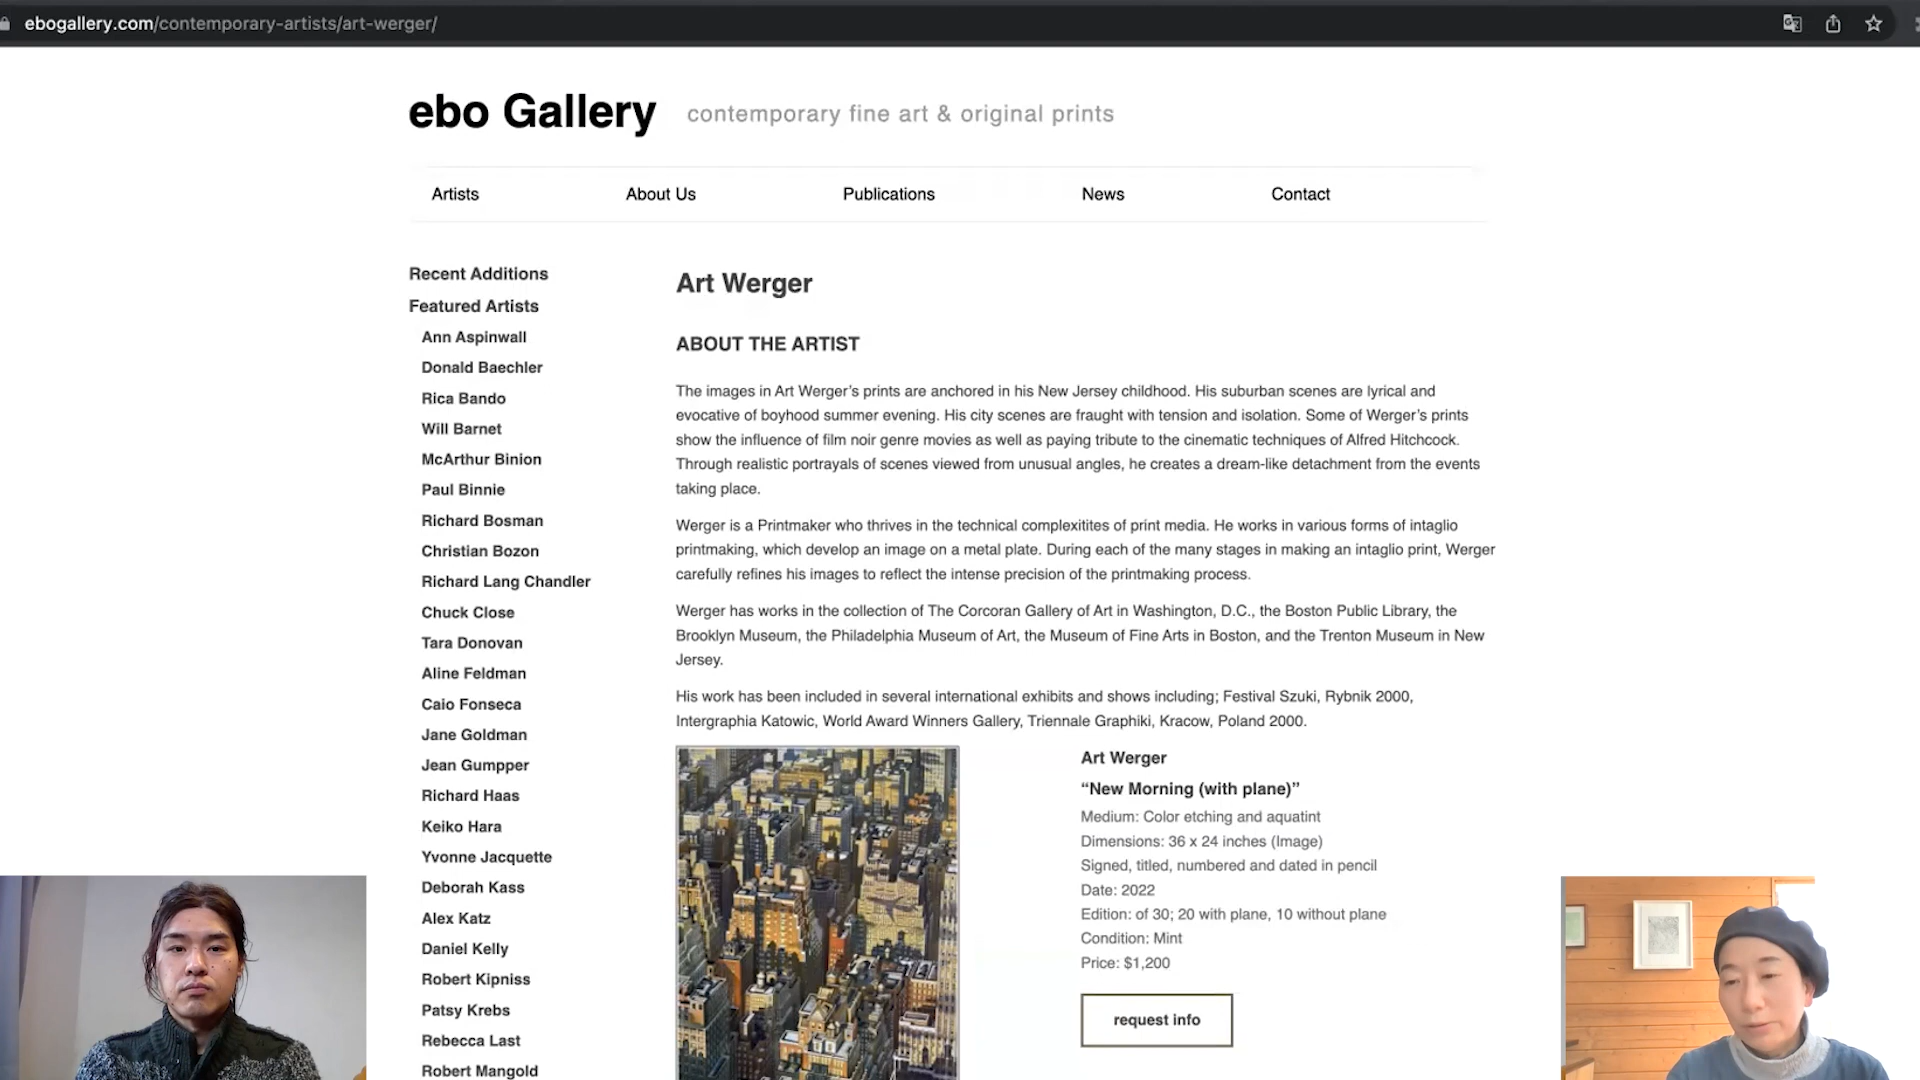 ebogallery.com/contemporary-artists/art-werger/
ebo Gallery contemporary fine art & original prints
Artists About Us Publications News Contact
Recent Additions
Featured Artists
Ann Aspinwall
Donald Baechler
Rica Bando
Will Barnet
McArthur Binion
Paul Binnie
Richard Bosman
Christian Bozon
Richard Lang Chandler
Chuck Close
Tara Donovan
Aline Feldman
Caio Fonseca
Jane Goldman
Jean Gumpper
Richard Haas
Keiko Hara
Yvonne Jacquette
Deborah Kass
Alex Katz
Daniel Kelly
Robert Kipniss
Patsy Krebs
Rebecca Last
Robert Mangold
Art Werger
ABOUT THE ARTIST
The images in Art Werger's prints are anchored in his New Jersey childhood. His suburban scenes are lyrical and
evocative of boyhood summer evening. His city scenes are fraught with tension and isolation. Some of Werger's prints
show the influence of film noir genre movies as well as paying tribute to the cinematic techniques of Alfred Hitchcock.
Through realistic portrayals of scenes viewed from unusual angles, he creates a dream-like detachment from the events
taking place.
Werger is a Printmaker who thrives in the technical complexitites of print media. He works in various forms of intaglio
printmaking, which develop an image on a metal plate. During each of the many stages in making an intaglio print, Werger
carefully refines his images to reflect the intense precision of the printmaking process.
Werger has works in the collection of The Corcoran Gallery of Art in Washington, D.C., the Boston Public Library, the
Brooklyn Museum, the Philadelphia Museum of Art, the Museum of Fine Arts in Boston, and the Trenton Museum in New
Jersey.
His work has been included in several international exhibits and shows including; Festival Szuki, Rybnik 2000,
Intergraphia Katowic, World Award Winners Gallery, Triennale Graphiki, Kracow, Poland 2000.
Art Werger
“New Morning (with plane)”
Medium: Color etching and aquatint
Dimensions: 36 x 24 inches (Image)
Signed, titled, numbered and dated in pencil
Date: 2022
Edition: of 30; 20 with plane, 10 without plane
Condition: Mint
Price: $1,200
request info